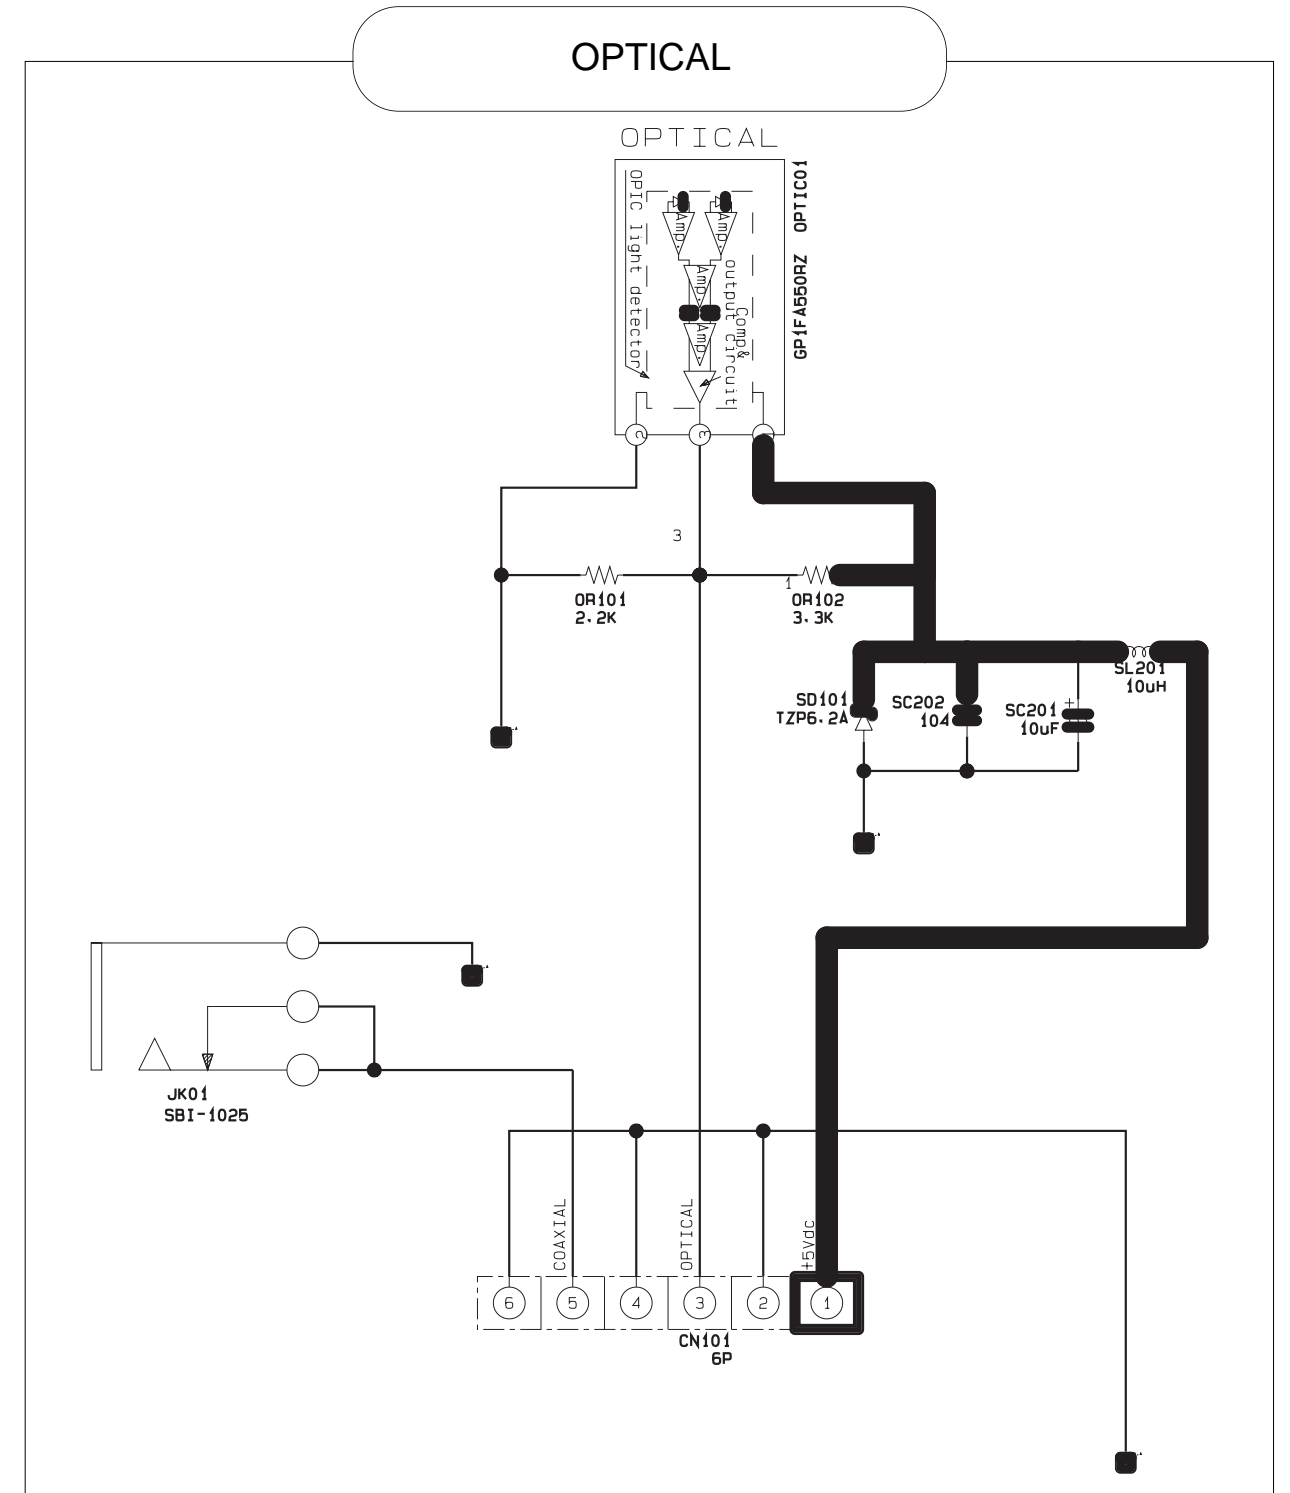 OPTICAL
OPTICAL
OPTIC01
GP1FA550RZ
OPIC light detector
Amp.
Amp.
Amp.
Amp.
Comp&
output Circuit
2
3
3
1
OR101
2.2K
OR102
3.3K
SL201
10uH
SD101
TZP6.2A
SC202
104
SC201
10uF
+
JK01
SBI-1025
COAXIAL
OPTICAL
+5Vdc
6
5
4
3
2
1
CN101
6P